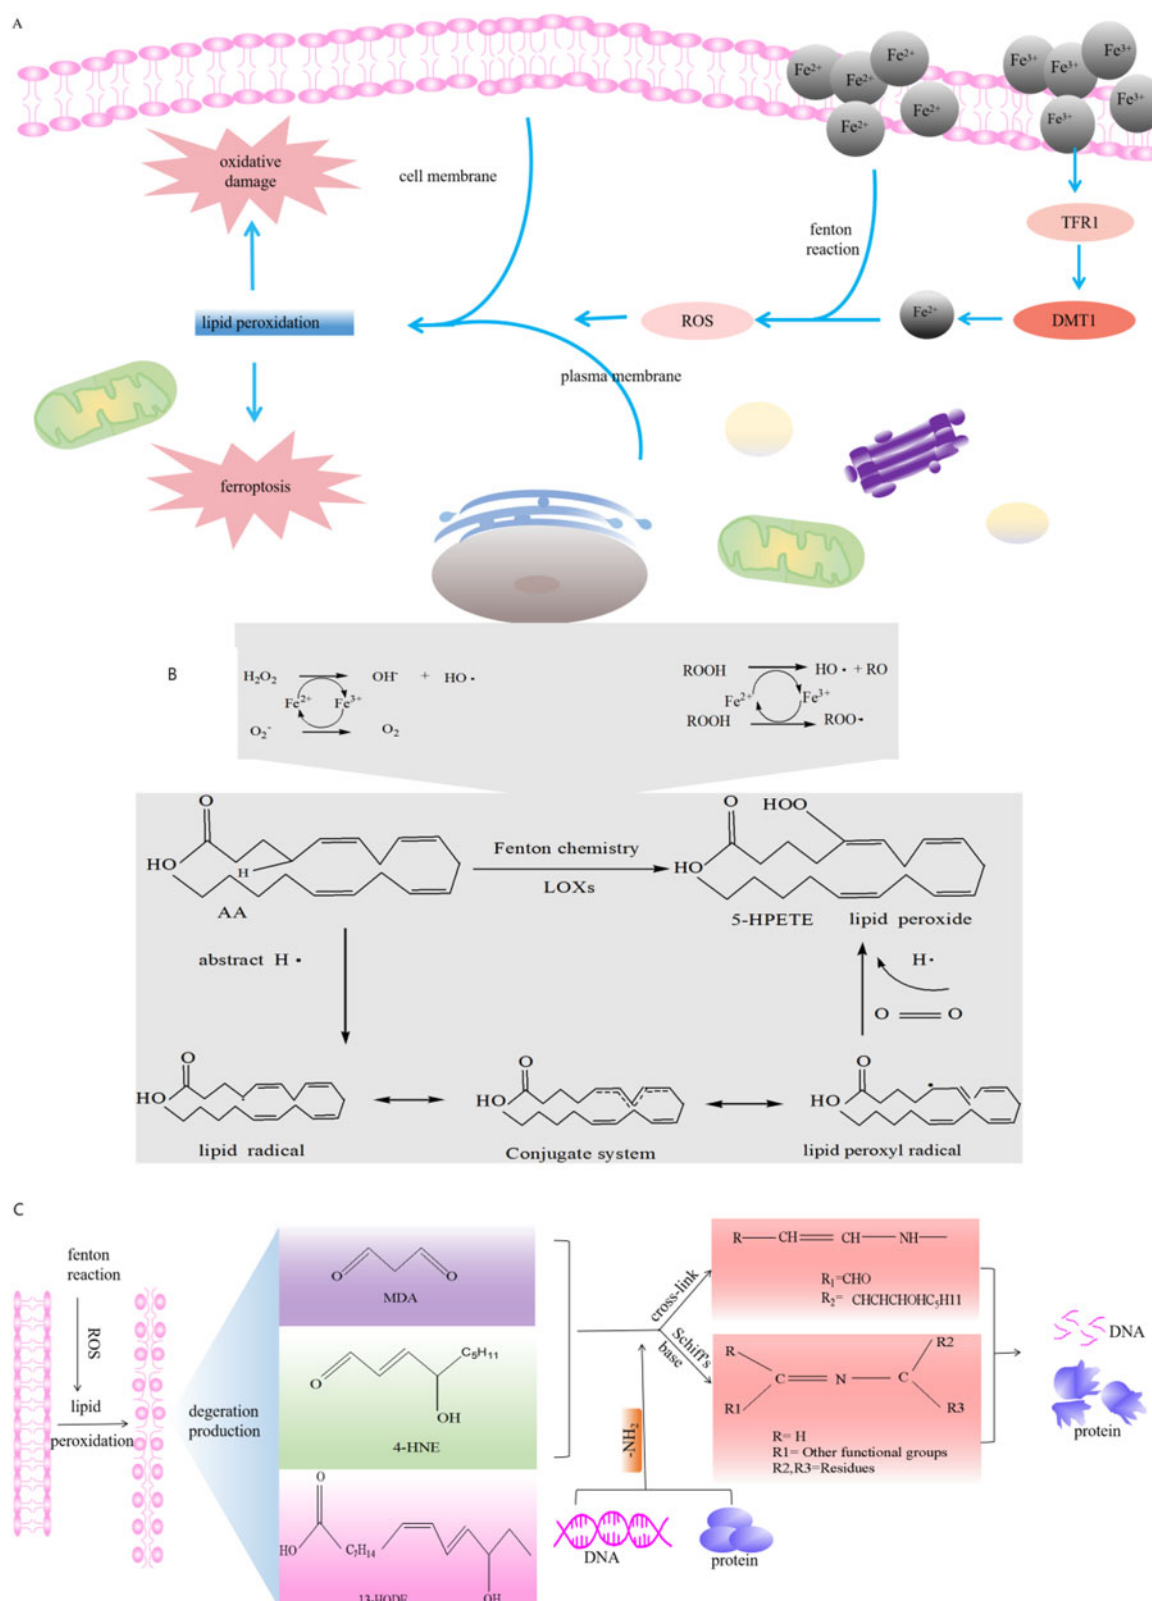 A
Fe2+
Fe2+
Fe2+
Fe2+
Fe2+
Fe3+
Fe3+
Fe3+
Fe3+
Fe3+
oxidative
damage
cell membrane
fenton
reaction
TFR1
lipid peroxidation
ROS
Fe2+
DMT1
plasma membrane
ferroptosis
B
H2O2
OH-
+
HO •
Fe2+
Fe3+
O2-
O2
ROOH
HO • + RO
Fe2+
Fe3+
ROOH
ROO•
O
HO
H
AA
Fenton chemistry
LOXs
O
HOO
HO
5-HPETE
lipid peroxide
abstract H •
H•
O
O
O
HO
lipid radical
O
HO
Conjugate system
O
HO
lipid peroxyl radical
C
fenton
reaction
ROS
lipid
peroxidation
degeration
production
O
O
MDA
C5H11
O
OH
4-HNE
O
HO
C7H14
OH
13-HODE
-NH2
DNA
protein
cross-link
Schiff's
base
R
CH
CH
NH
R1=CHO
R2= CHCHCHOHC5H11
R
R1
C
N
C
R2
R3
R= H
R1= Other functional groups
R2,R3=Residues
DNA
protein